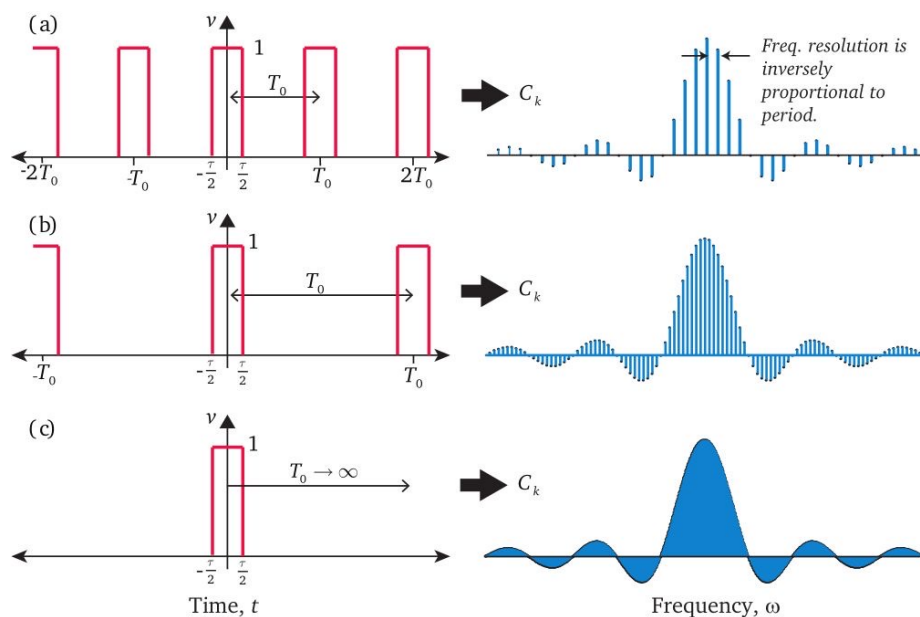 (a)
v
1
T₀
-2T₀
-T₀
-τ/2
τ/2
T₀
2T₀
Cₖ
Freq. resolution is
inversely
proportional to
period.
(b)
v
1
T₀
-T₀
-τ/2
τ/2
T₀
Cₖ
(c)
v
1
T₀ → ∞
-τ/2
τ/2
Cₖ
Time, t
Frequency, ω